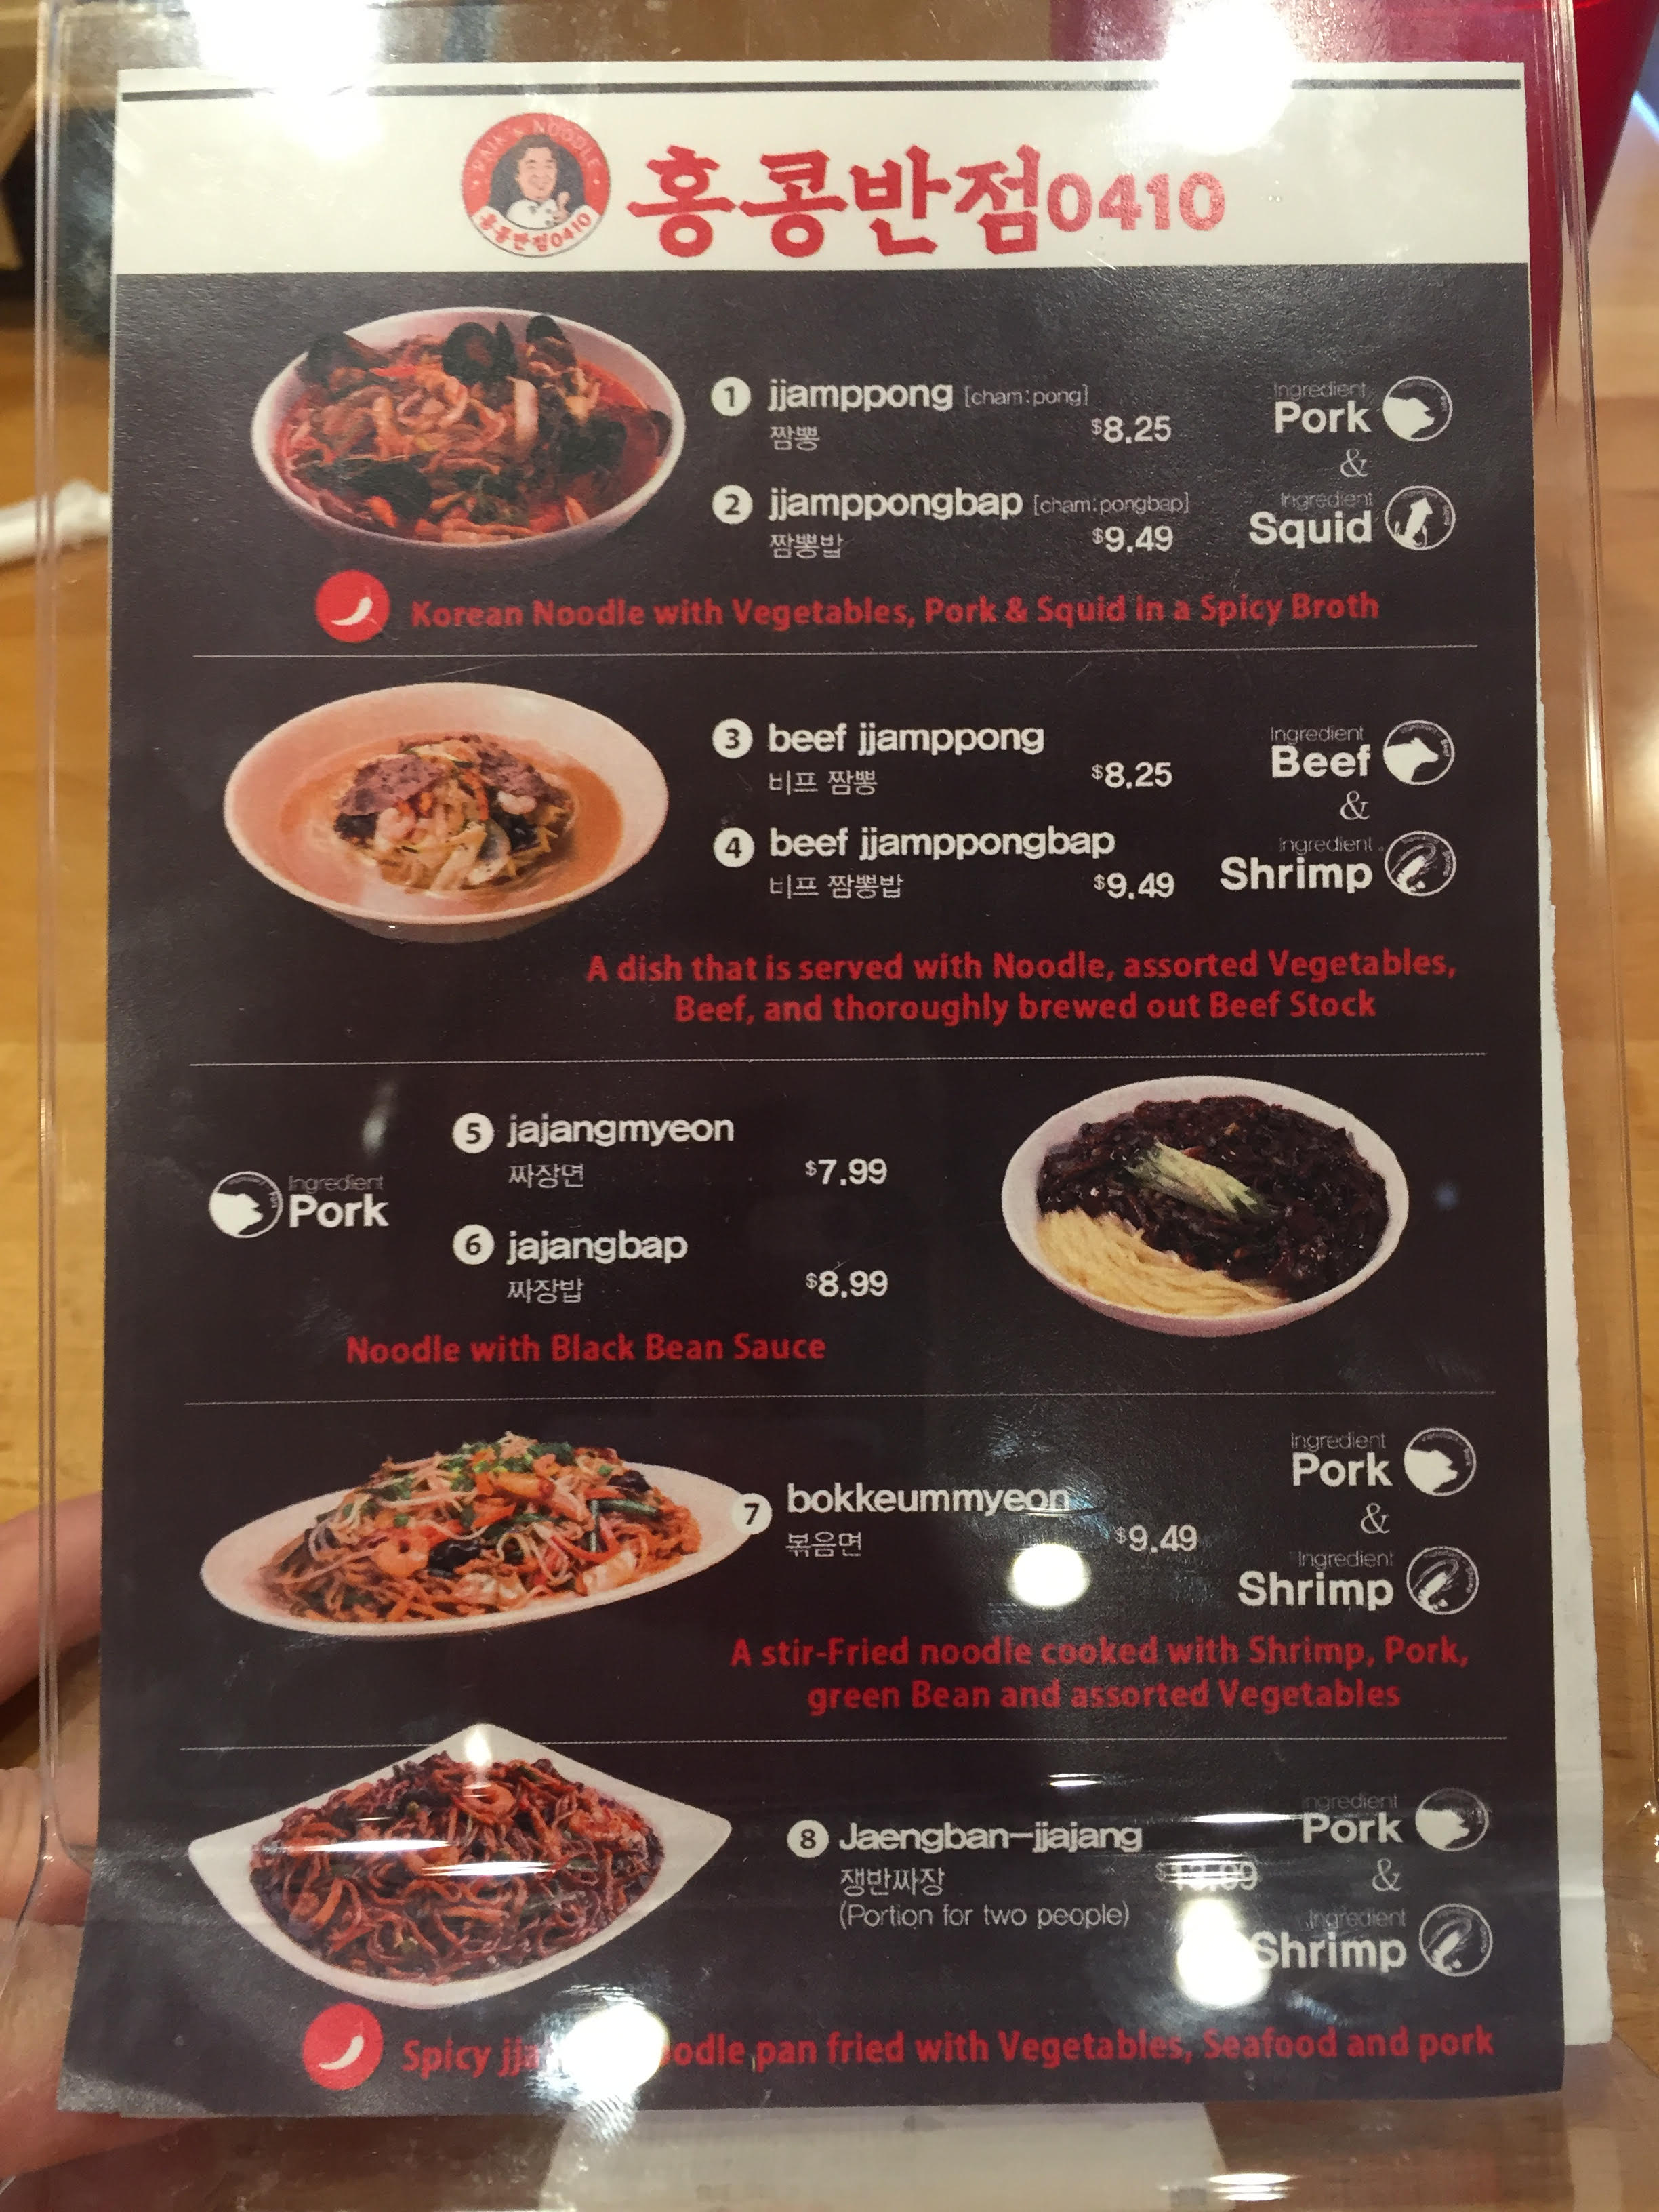 PAIK'S NOODLE
홍콩반점0410
홍콩반점0410
1 jjamppong [cham:pong]
짬뽕
$8.25
2 jjamppongbap [cham:pongbap]
짬뽕밥
$9.49
Ingredient
Pork
&
Ingredient
Squid
Korean Noodle with Vegetables, Pork & Squid in a Spicy Broth
3 beef jjamppong
비프 짬뽕
$8.25
4 beef jjamppongbap
비프 짬뽕밥
$9.49
Ingredient
Beef
&
Ingredient
Shrimp
A dish that is served with Noodle, assorted Vegetables,
Beef, and thoroughly brewed out Beef Stock
Ingredient
Pork
5 jajangmyeon
짜장면
$7.99
6 jajangbap
짜장밥
$8.99
Noodle with Black Bean Sauce
7 bokkeummyeon
볶음면
$9.49
Ingredient
Pork
&
Ingredient
Shrimp
A stir-Fried noodle cooked with Shrimp, Pork,
green Bean and assorted Vegetables
8 Jaengban-jjajang
쟁반짜장
(Portion for two people)
Ingredient
Pork
&
Ingredient
Shrimp
Spicy pan fried with Vegetables, Seafood and pork